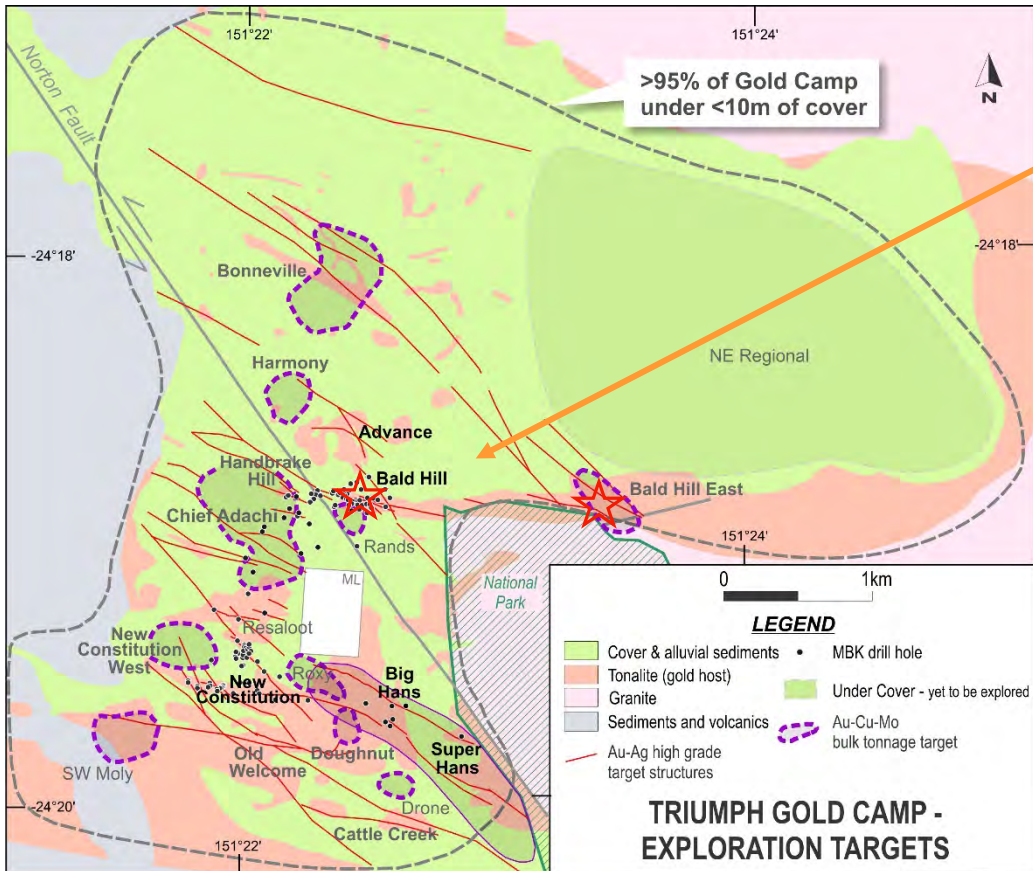 151°22'
151°24'
Norton Fault
>95% of Gold Camp
under <10m of cover
N
-24°18'
-24°18'
Bonneville
NE Regional
Harmony
Advance
Handbrake
Hill
Bald Hill
Bald Hill East
Chief Adachi
Rands
151°24'
ML
National
Park
0 1km
LEGEND
Cover & alluvial sediments
MBK drill hole
Tonalite (gold host)
Granite
Under Cover - yet to be explored
Sediments and volcanics
Au-Cu-Mo
bulk tonnage target
Au-Ag high grade
target structures
Resaloot
New
Constitution
West
Roxy
Big
Hans
New
Constitution
Doughnut
Super
Hans
Old
Welcome
SW Moly
Drone
-24°20'
Cattle Creek
151°22'
TRIUMPH GOLD CAMP -
EXPLORATION TARGETS